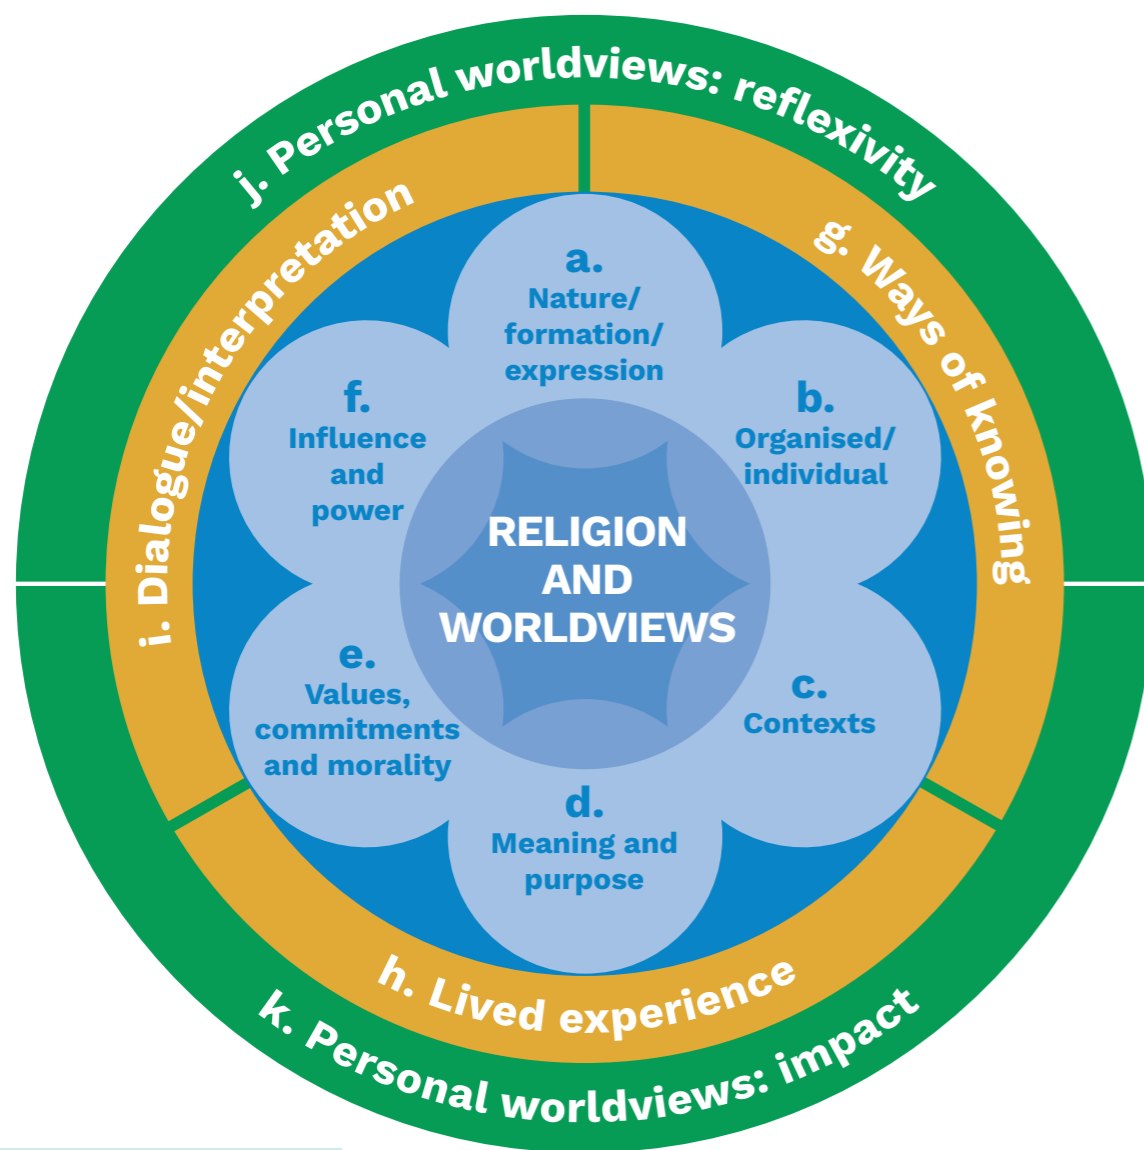 j. Personal worldviews: reflexivity
i. Dialogue/interpretation
g. Ways of knowing
a.
Nature/
formation/
expression
f.
Influence
and
power
b.
Organised/
individual
RELIGION
AND
WORLDVIEWS
e.
Values,
commitments
and morality
c.
Contexts
d.
Meaning and
purpose
h. Lived experience
k. Personal worldviews: impact